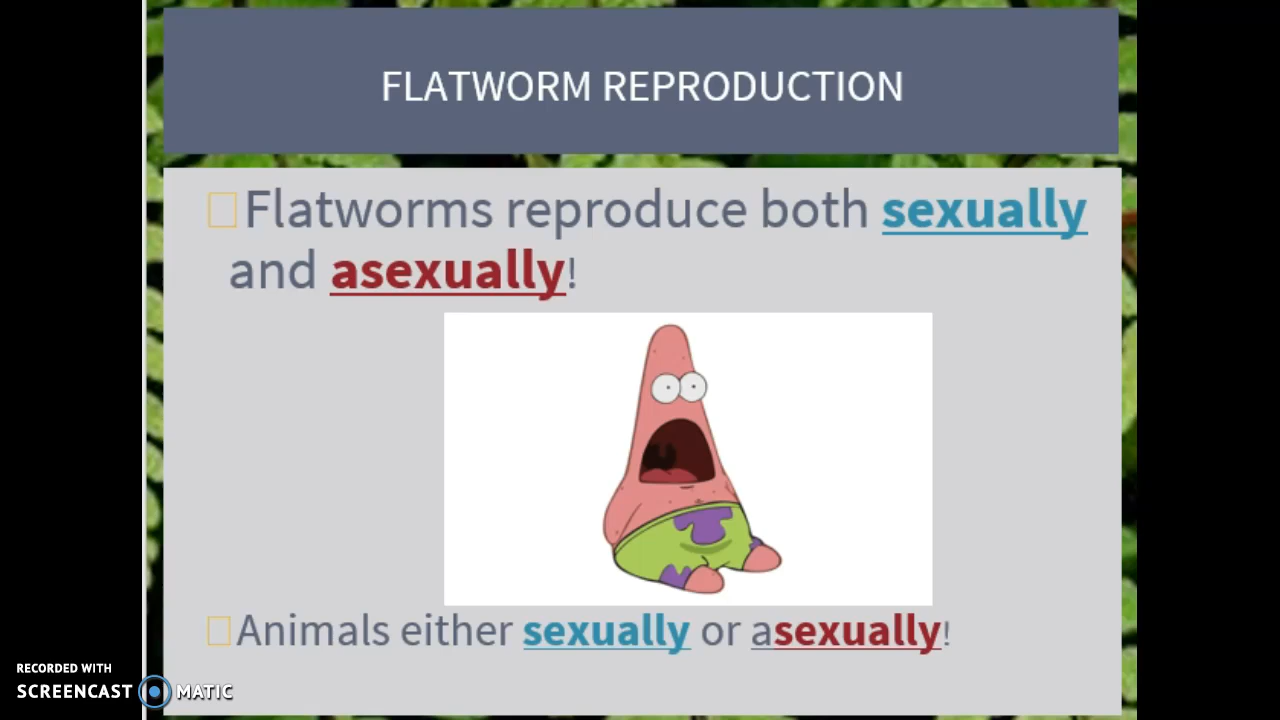 FLATWORM REPRODUCTION
Flatworms reproduce both sexually
and asexually!
Animals either sexually or asexually!
RECORDED WITH
SCREENCAST MATIC